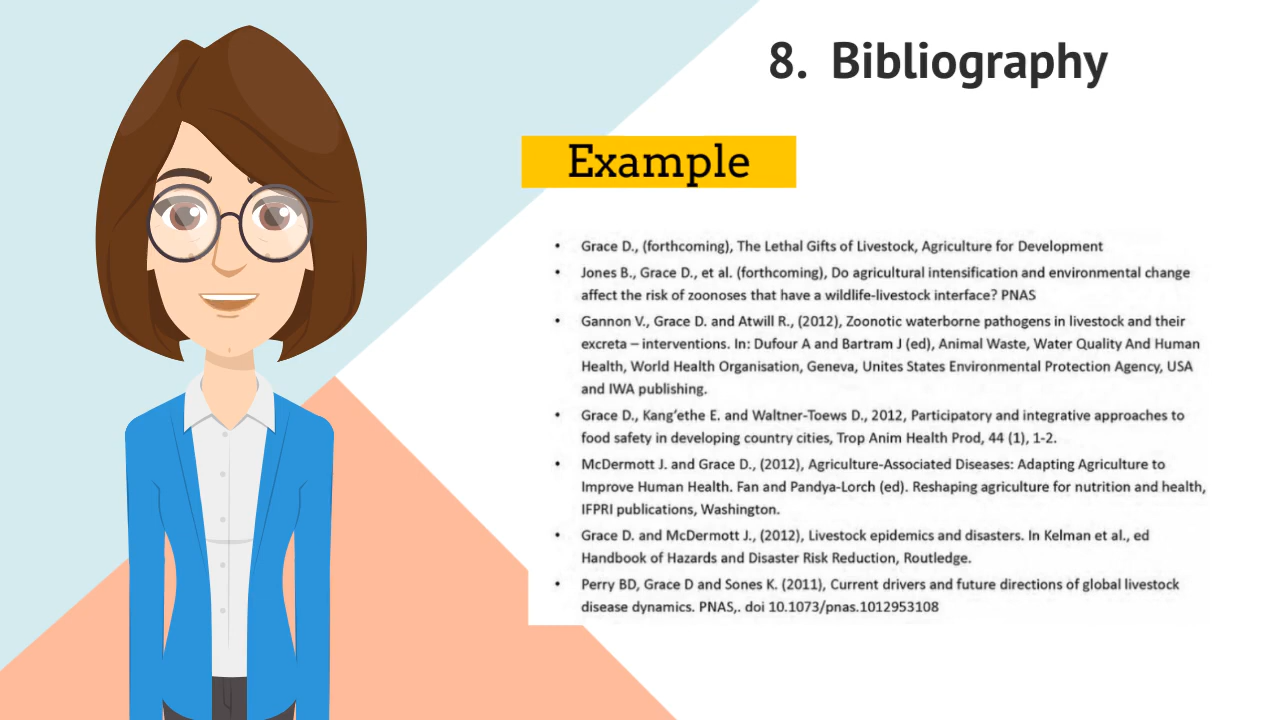 8. Bibliography
Example
• Grace D., (forthcoming), The Lethal Gifts of Livestock, Agriculture for Development
• Jones B., Grace D., et al. (forthcoming), Do agricultural intensification and environmental change
affect the risk of zoonoses that have a wildlife-livestock interface? PNAS
• Gannon V., Grace D. and Atwill R., (2012), Zoonotic waterborne pathogens in livestock and their
excreta – interventions. In: Dufour A and Bartram J (ed), Animal Waste, Water Quality And Human
Health, World Health Organisation, Geneva, Unites States Environmental Protection Agency, USA
and IWA publishing.
• Grace D., Kang’ethe E. and Waltner-Toews D., 2012, Participatory and integrative approaches to
food safety in developing country cities, Trop Anim Health Prod, 44 (1), 1-2.
• McDermott J. and Grace D., (2012), Agriculture-Associated Diseases: Adapting Agriculture to
Improve Human Health. Fan and Pandya-Lorch (ed). Reshaping agriculture for nutrition and health,
IFPRI publications, Washington.
• Grace D. and McDermott J., (2012), Livestock epidemics and disasters. In Kelman et al., ed
Handbook of Hazards and Disaster Risk Reduction, Routledge.
• Perry BD, Grace D and Sones K. (2011), Current drivers and future directions of global livestock
disease dynamics. PNAS,. doi 10.1073/pnas.1012953108